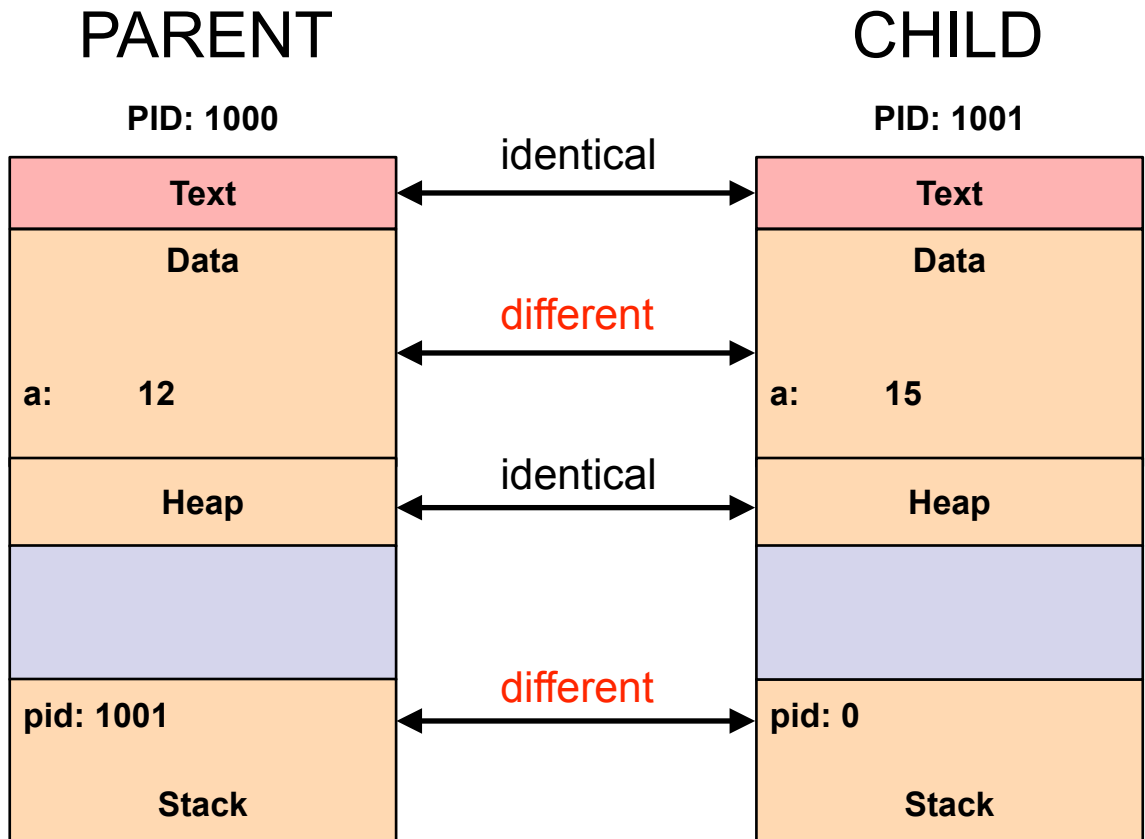 PARENT CHILD
PID: 1000 PID: 1001
identical
Text Text
Data Data
different
a: 12 a: 15
identical
Heap Heap
different
pid: 1001 pid: 0
Stack Stack